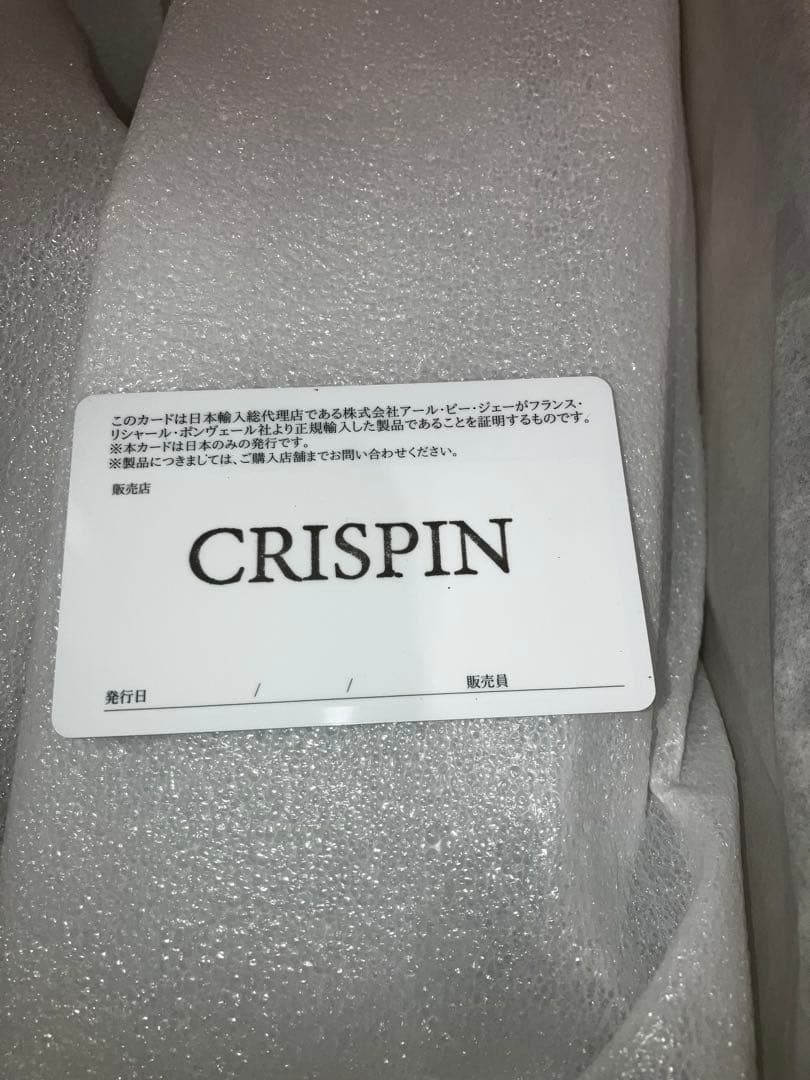 このカードは日本輸入総代理店である株式会社アール・ピー・ジェーがフランス・
リシャール・ボンヴェール社より正規輸入した製品であることを証明するものです。
※本カードは日本のみの発行です。
※製品につきましては、ご購入店舗までお問い合わせください。
販売店
CRISPIN
発行日 / / 販売員